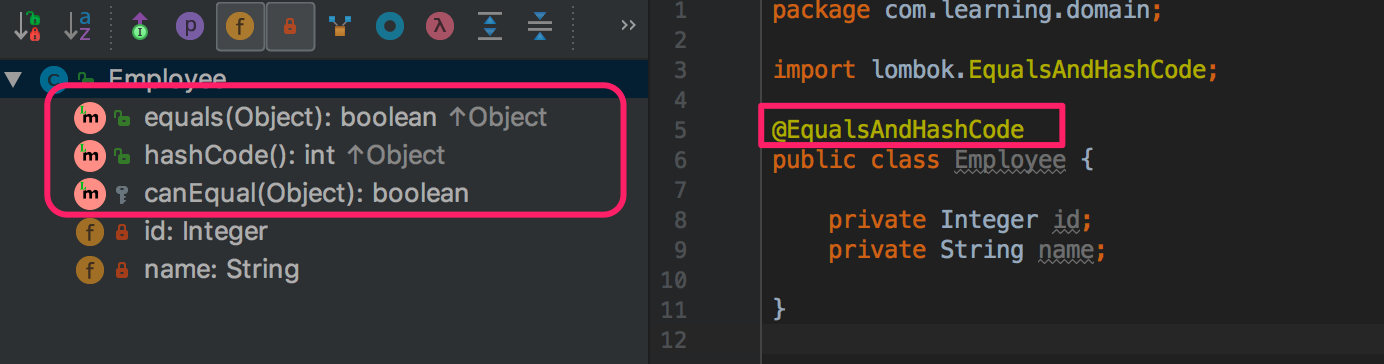 Employee
equals(Object): boolean ↑Object
hashCode(): int ↑Object
canEqual(Object): boolean
id: Integer
name: String
1 package com.learning.domain;
2
3 import lombok.EqualsAndHashCode;
4
5 @EqualsAndHashCode
6 public class Employee {
7
8 private Integer id;
9 private String name;
10
11 }
12